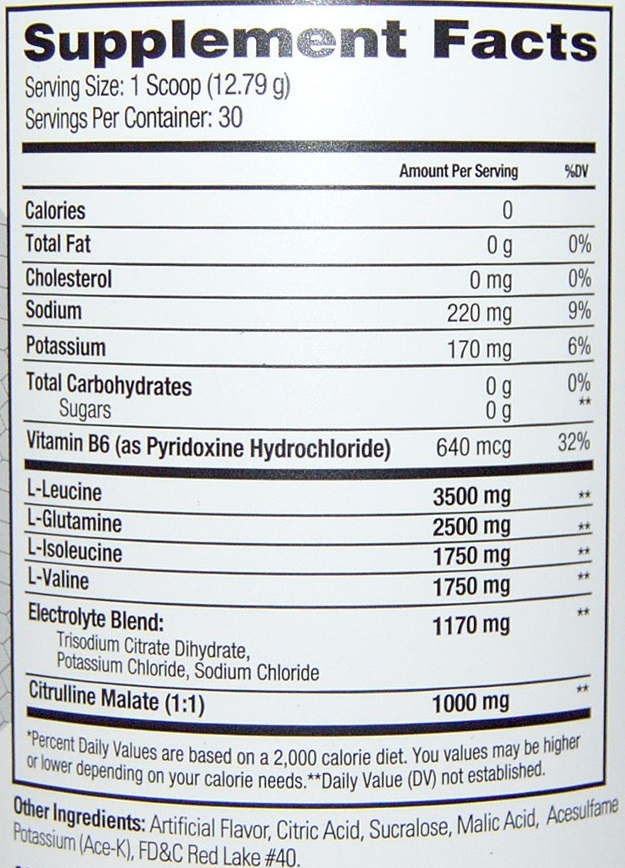 Supplement Facts
Serving Size: 1 Scoop (12.79 g)
Servings Per Container: 30
Amount Per Serving %DV
Calories 0
Total Fat 0 g 0%
Cholesterol 0 mg 0%
Sodium 220 mg 9%
Potassium 170 mg 6%
Total Carbohydrates 0 g 0%
Sugars 0 g **
Vitamin B6 (as Pyridoxine Hydrochloride) 640 mcg 32%
L-Leucine 3500 mg **
L-Glutamine 2500 mg **
L-Isoleucine 1750 mg **
L-Valine 1750 mg **
Electrolyte Blend: 1170 mg **
Trisodium Citrate Dihydrate,
Potassium Chloride, Sodium Chloride
Citrulline Malate (1:1) 1000 mg **
*Percent Daily Values are based on a 2,000 calorie diet. You values may be higher
or lower depending on your calorie needs.**Daily Value (DV) not established.
Other Ingredients: Artificial Flavor, Citric Acid, Sucralose, Malic Acid, Acesulfame
Potassium (Ace-K), FD&C Red Lake #40.